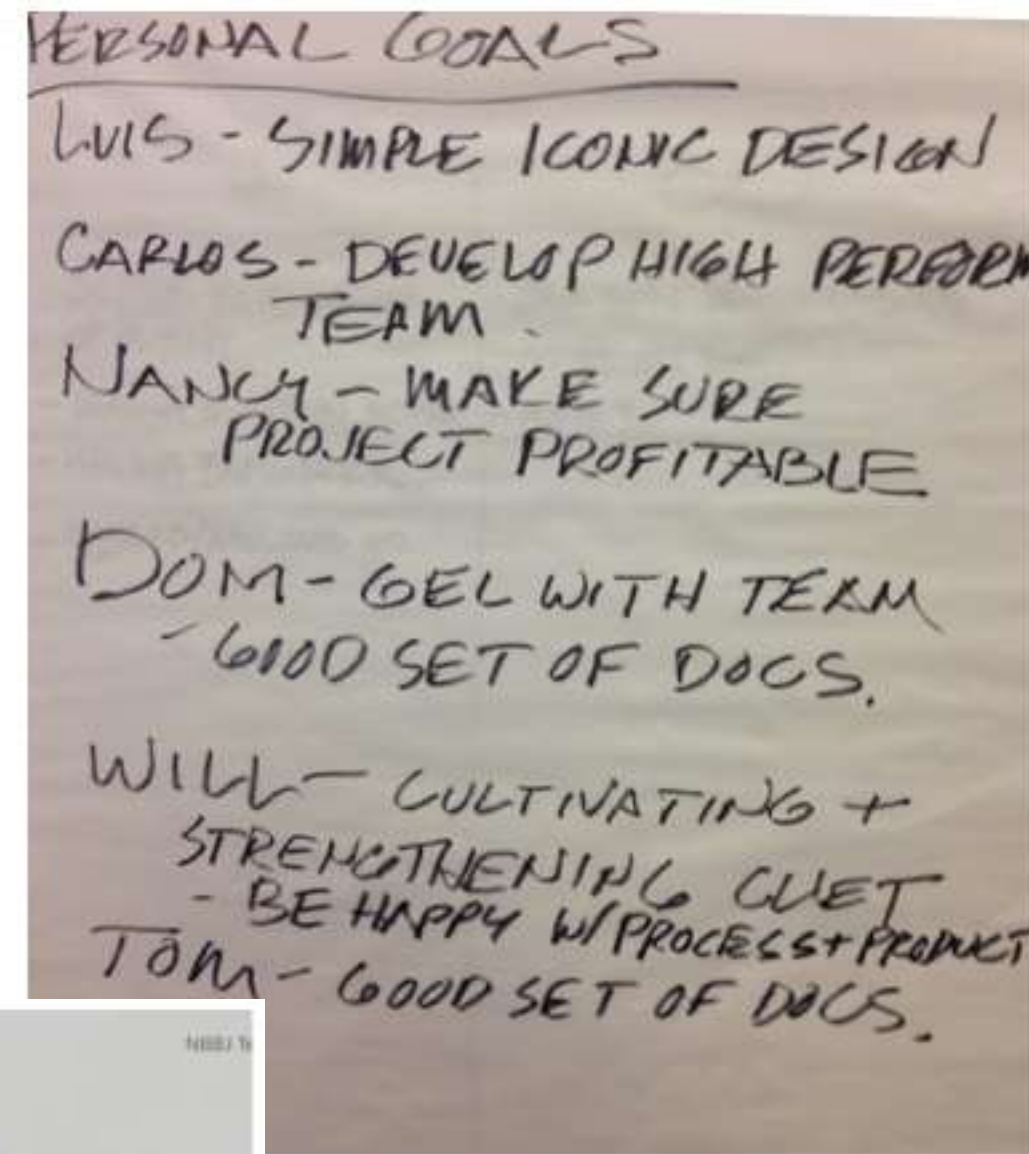 PERSONAL GOALS
LUIS - SIMPLE ICONIC DESIGN
CARLOS - DEVELOP HIGH PERFORM
TEAM.
NANCY - MAKE SURE
PROJECT PROFITABLE
DOM - GEL WITH TEAM
- GOOD SET OF DOCS.
WILL - CULTIVATING +
STRENGTHENING CLIET
- BE HAPPY W/ PROCESS + PRODUCT
TOM - GOOD SET OF DOCS.
NBBJ